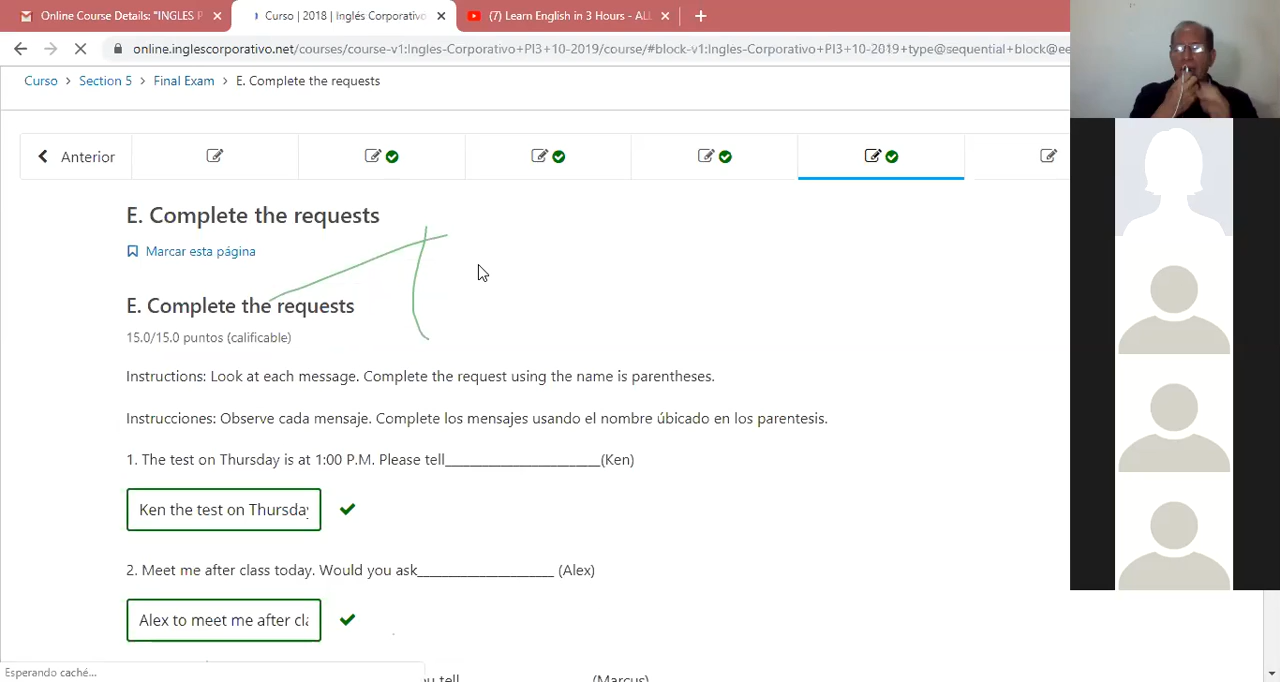 Online Course Details: "INGLES P
Curso | 2018 | Inglés Corporativo
(7) Learn English in 3 Hours - ALL
online.inglescorporativo.net/courses/course-v1:Ingles-Corporativo+PI3+10-2019/course/#block-v1:Ingles-Corporativo+PI3+10-2019+type@sequential+block@ee
Curso > Section 5 > Final Exam > E. Complete the requests
Anterior
E. Complete the requests
Marcar esta página
E. Complete the requests
15.0/15.0 puntos (calificable)
Instructions: Look at each message. Complete the request using the name is parentheses.
Instrucciones: Observe cada mensaje. Complete los mensajes usando el nombre úbicado en los parentesis.
1. The test on Thursday is at 1:00 P.M. Please tell____________________(Ken)
Ken the test on Thursday
2. Meet me after class today. Would you ask__________________ (Alex)
Alex to meet me after cla
ou tell (Marcus)
Esperando caché...